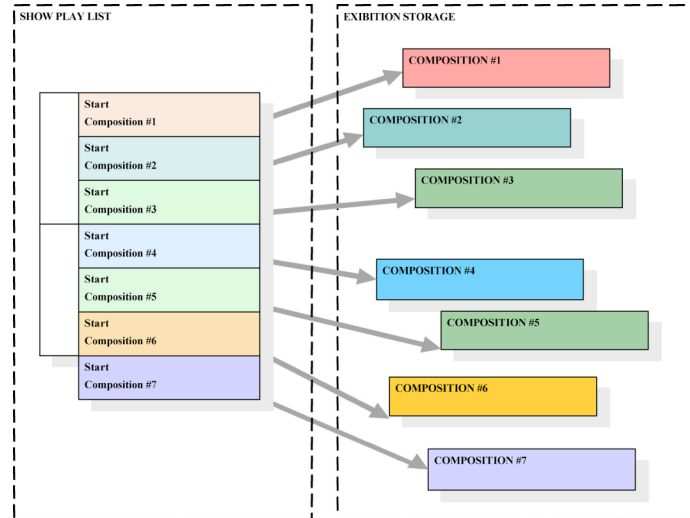 SHOW PLAY LIST
Start
Composition #1
Start
Composition #2
Start
Composition #3
Start
Composition #4
Start
Composition #5
Start
Composition #6
Start
Composition #7
EXIBITION STORAGE
COMPOSITION #1
COMPOSITION #2
COMPOSITION #3
COMPOSITION #4
COMPOSITION #5
COMPOSITION #6
COMPOSITION #7